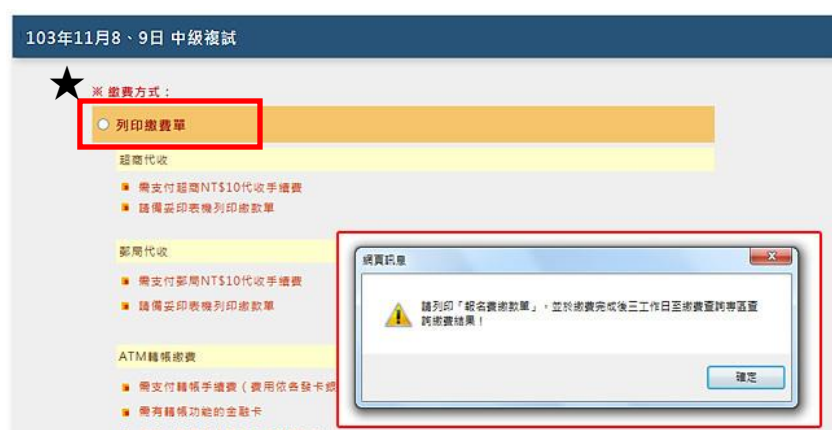 103年11月8、9日 中級複試
※ 繳費方式：
列印繳費單
超商代收
需支付超商NT$10代收手續費
請備妥印表機列印繳款單
郵局代收
需支付郵局NT$10代收手續費
請備妥印表機列印繳款單
ATM轉帳繳費
需支付轉帳手續費（費用依各發卡銀
需有轉帳功能的金融卡
網頁訊息
請列印「報名費繳款單」，並於繳費完成後三工作日至繳費查詢專區查
詢繳費結果！
確定